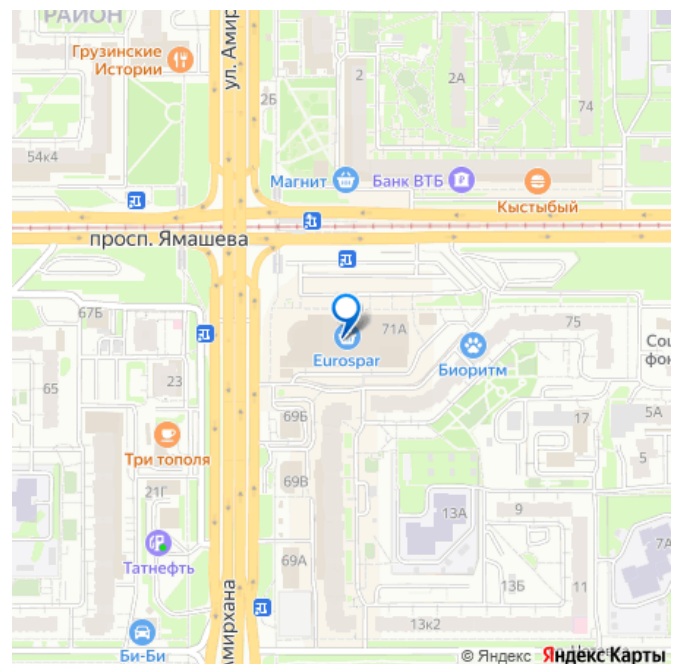 РАЙОН
Грузинские
Истории
ул. Амир
2Б
2
2А
74
54к4
Магнит
Банк ВТБ
Кыстыбый
просп. Ямашева
67Б
71А
75
Eurospar
Биоритм
Соц
фок
65
23
69Б
17
5А
Три тополя
5
21Г
69В
13А
9
7А
Татнефть
69А
13Б
11
Амирхана
13к2
Би-Би
© Яндекс Яндекс Карты